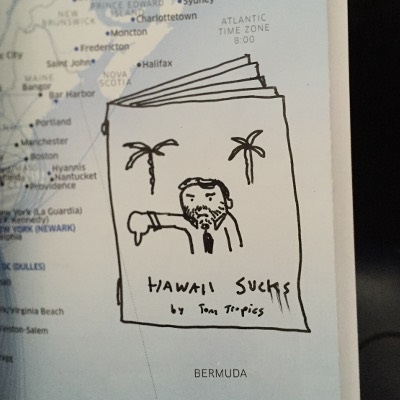 PRINCE EDWARD
ISLAND
Sydney
NEW
BRUNSWICK
Charlottetown
ATLANTIC
TIME ZONE
8:00
Moncton
Fredericton
c City
Saint John
Halifax
NOVA
SCOTIA
MAINE
Bangor
Bar Harbor
Portland
Manchester
Boston
Hyannis
Nantucket
Providence
York (La Guardia)
Kennedy)
YORK (NEWARK)
DC (DULLES)
HAWAII SUCKS
by Tom Tropics
k/Virginia Beach
nston-Salem
BERMUDA